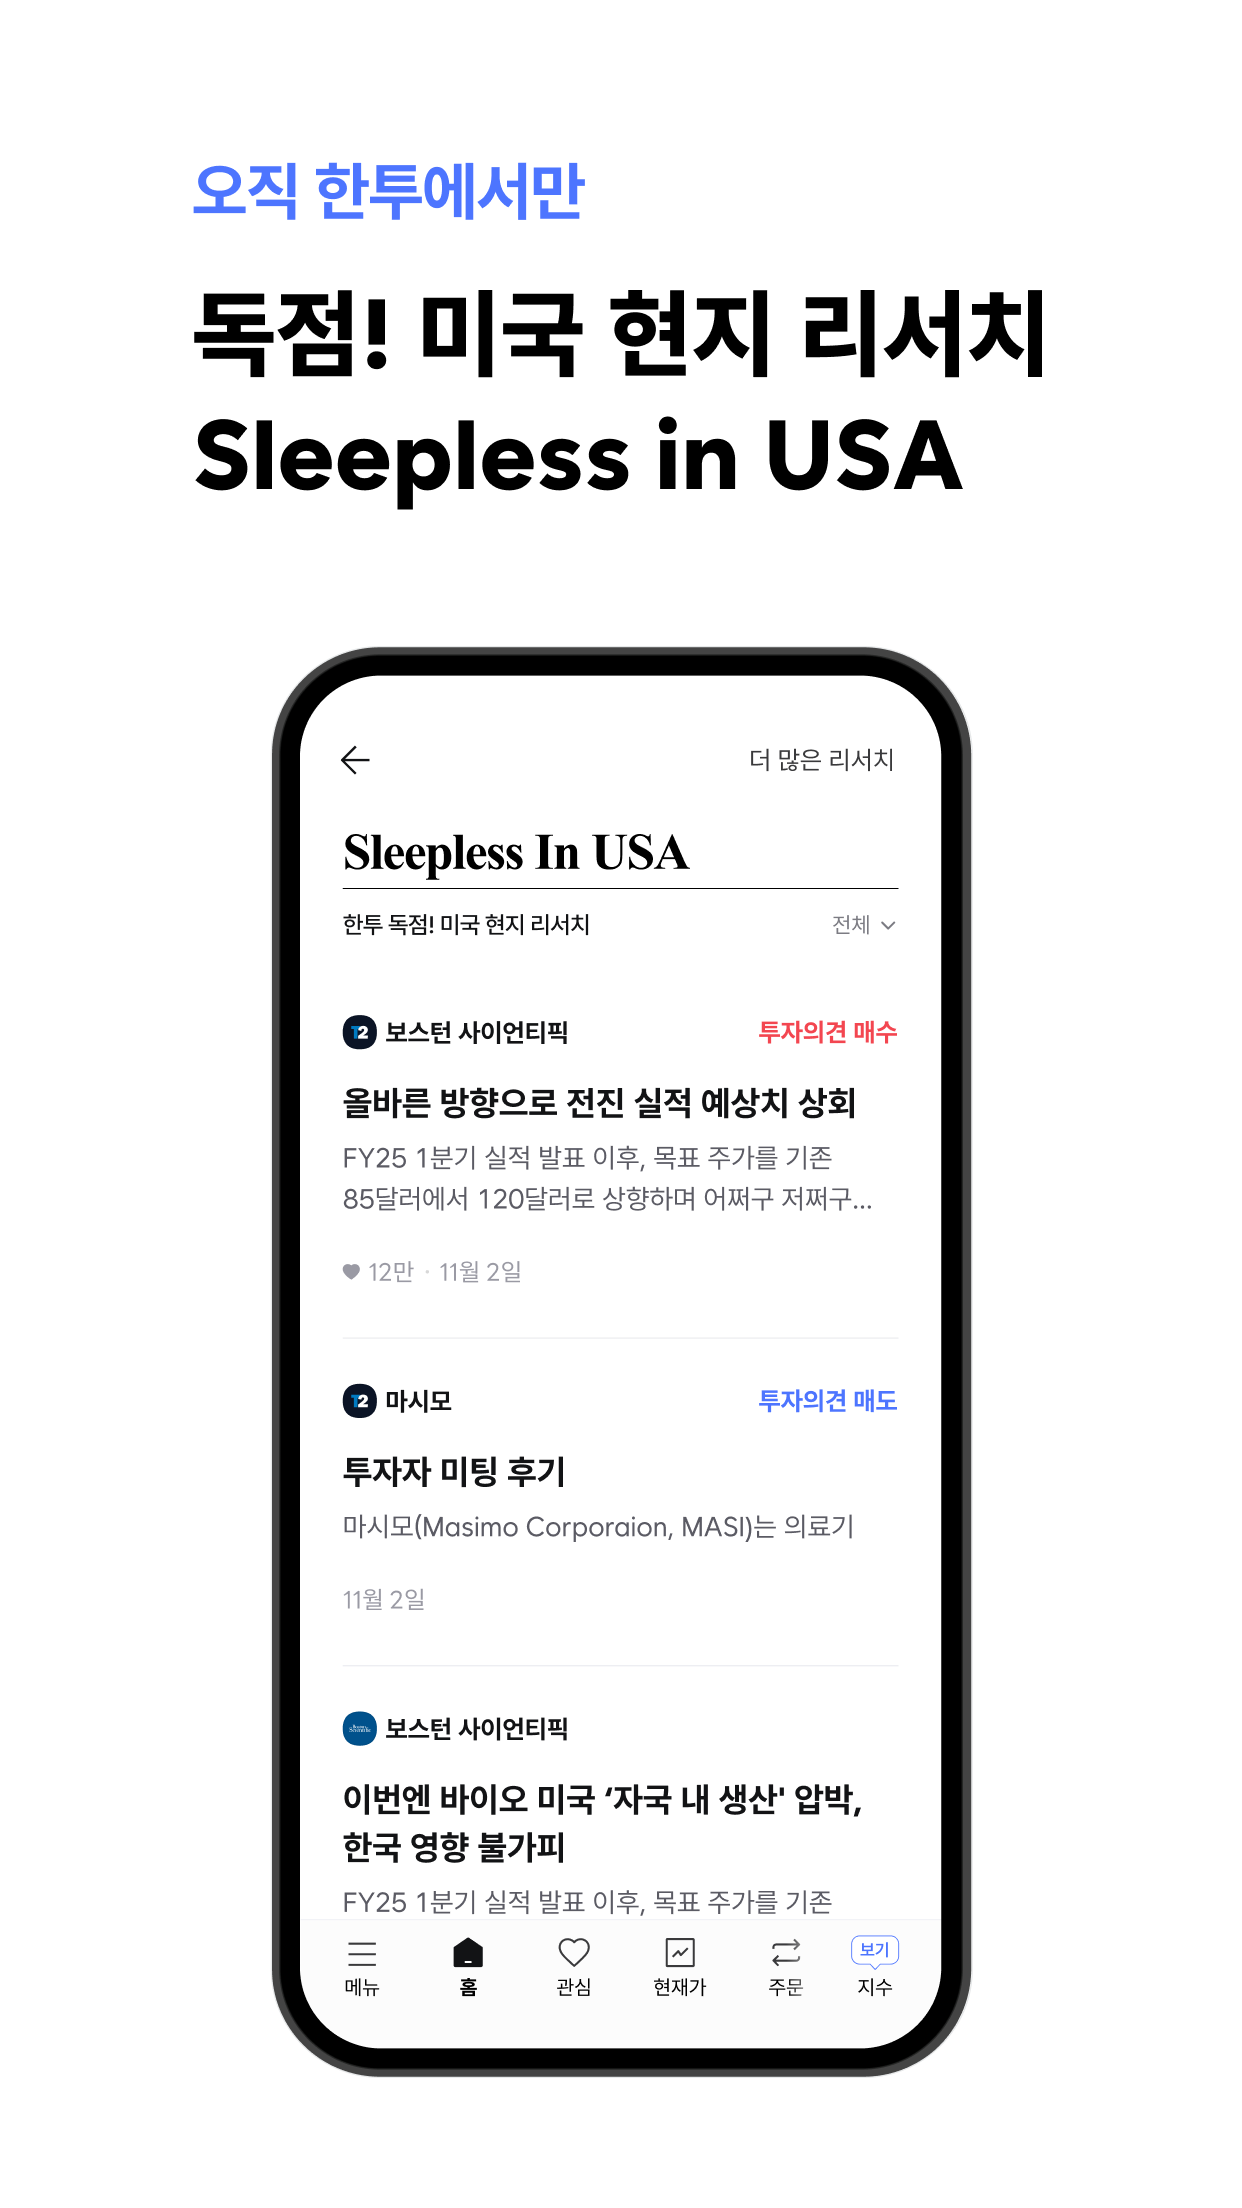 오직 한투에서만
독점! 미국 현지 리서치
Sleepless in USA
더 많은 리서치
Sleepless In USA
한투 독점! 미국 현지 리서치
전체
T2 보스턴 사이언티픽
투자의견 매수
올바른 방향으로 전진 실적 예상치 상회
FY25 1분기 실적 발표 이후, 목표 주가를 기존
85달러에서 120달러로 상향하며 어쩌구 저쩌구...
12만 · 11월 2일
T2 마시모
투자의견 매도
투자자 미팅 후기
마시모(Masimo Corporaion, MASI)는 의료기
11월 2일
보스턴 사이언티픽
이번엔 바이오 미국 ‘자국 내 생산' 압박,
한국 영향 불가피
FY25 1분기 실적 발표 이후, 목표 주가를 기존
보기
메뉴 홈 관심 현재가 주문 지수